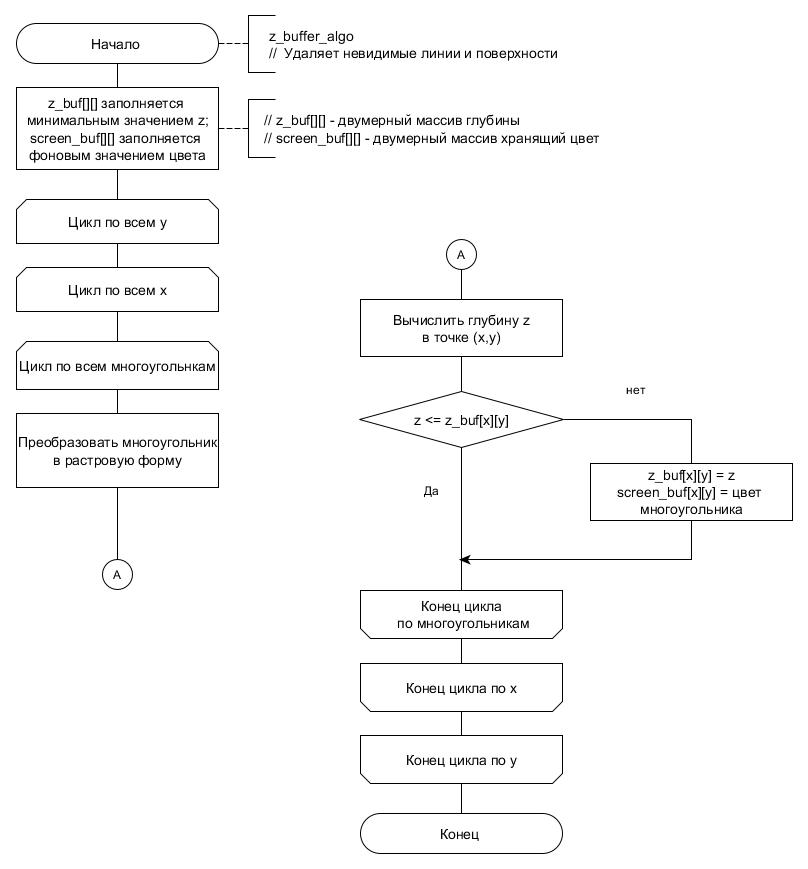 Начало
z_buffer_algo
// Удаляет невидимые линии и поверхности
z_buf[][] заполняется
минимальным значением z;
screen_buf[][] заполняется
фоновым значением цвета
// z_buf[][] - двумерный массив глубины
// screen_buf[][] - двумерный массив хранящий цвет
Цикл по всем y
Цикл по всем x
Цикл по всем многоугольнкам
Преобразовать многоугольник
в растровую форму
А
А
Вычислить глубину z
в точке (x,y)
z <= z_buf[x][y]
нет
Да
z_buf[x][y] = z
screen_buf[x][y] = цвет
многоугольника
Конец цикла
по многоугольникам
Конец цикла по x
Конец цикла по y
Конец